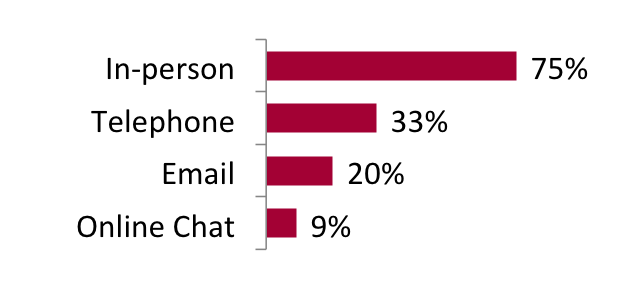 In-person 75%
Telephone 33%
Email 20%
Online Chat 9%